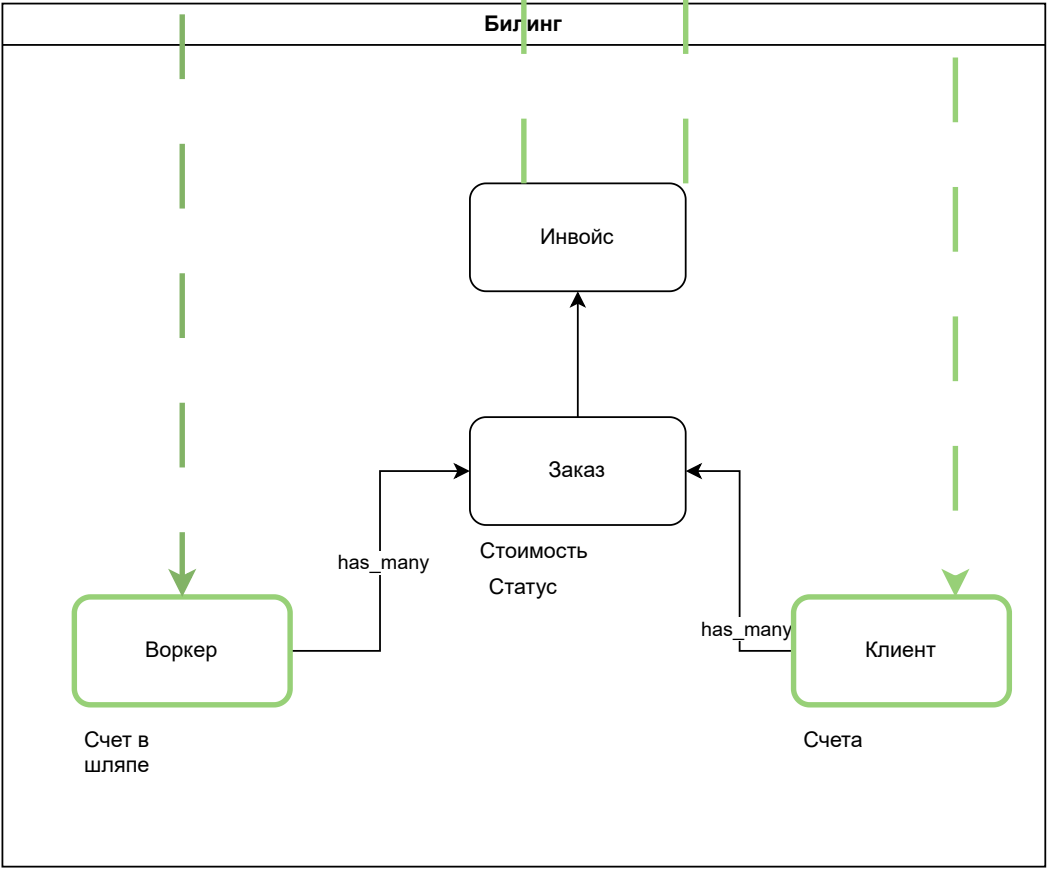 Билинг
Инвойс
Заказ
Стоимость
has_many
Статус
has_many
Воркер
Клиент
Счет в
шляпе
Счета